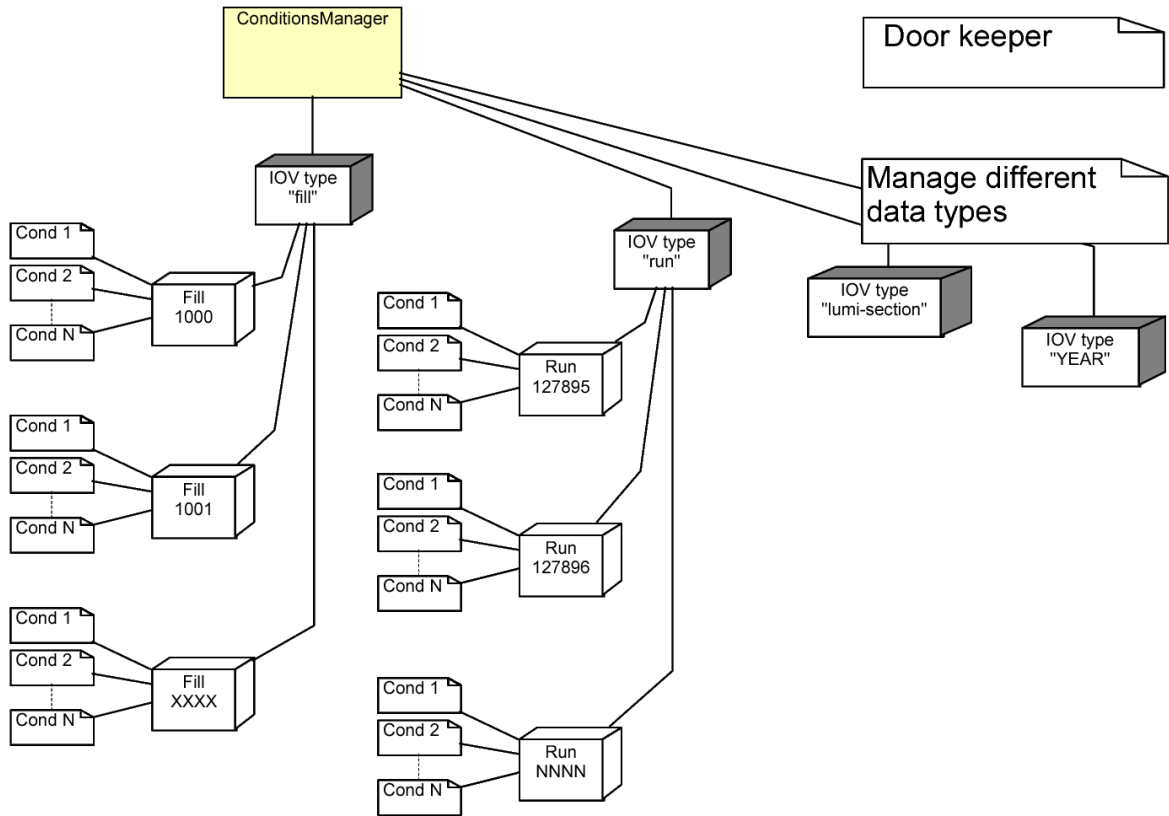 ConditionsManager
Door keeper
IOV type
"fill"
Manage different
data types
IOV type
"run"
IOV type
"lumi-section"
IOV type
"YEAR"
Cond 1
Cond 2
Cond N
Fill
1000
Cond 1
Cond 2
Cond N
Fill
1001
Cond 1
Cond 2
Cond N
Fill
XXXX
Cond 1
Cond 2
Cond N
Run
127895
Cond 1
Cond 2
Cond N
Run
127896
Cond 1
Cond 2
Cond N
Run
NNNN